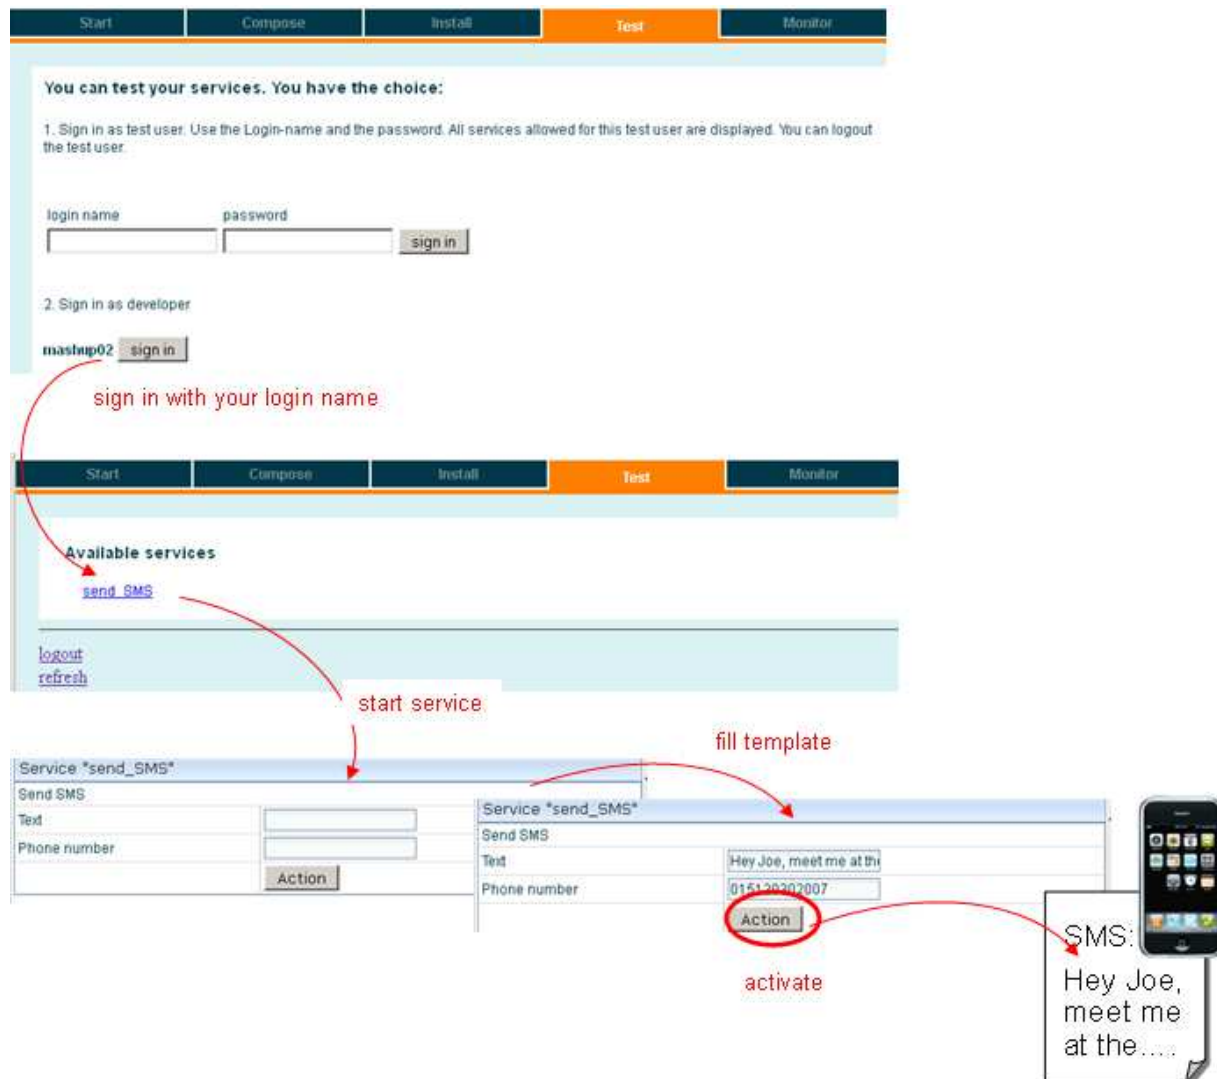 Start Compose Install Test Monitor
You can test your services. You have the choice:
1. Sign in as test user. Use the Login-name and the password. All services allowed for this test user are displayed. You can logout
the test user.
login name password
sign in
2. Sign in as developer
mashup02 sign in
sign in with your login name
Start Compose Install Test Monitor
Available services
send_SMS
logout
refresh
start service
fill template
Service "send_SMS"
Send SMS
Text
Phone number
Action
Service "send_SMS"
Send SMS
Text Hey Joe, meet me at the
Phone number 015120202007
Action
activate
SMS:
Hey Joe,
meet me
at the....